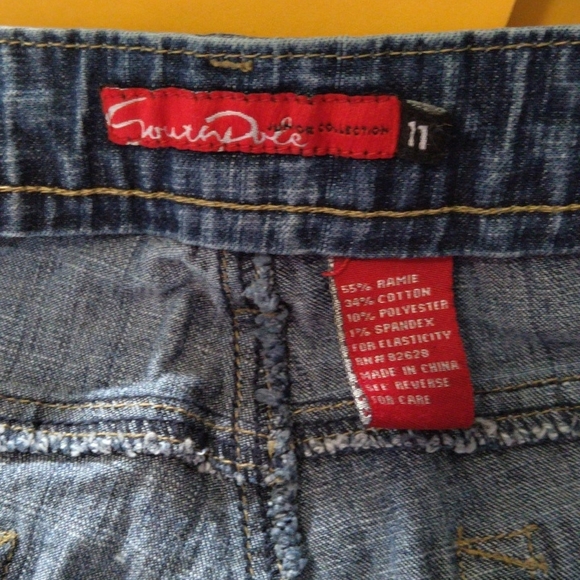 SouthPole JUNIOR COLLECTION 11
55% RAMIE
34% COTTON
10% POLYESTER
1% SPANDEX
FOR ELASTICITY
RN# 82628
MADE IN CHINA
SEE REVERSE
FOR CARE